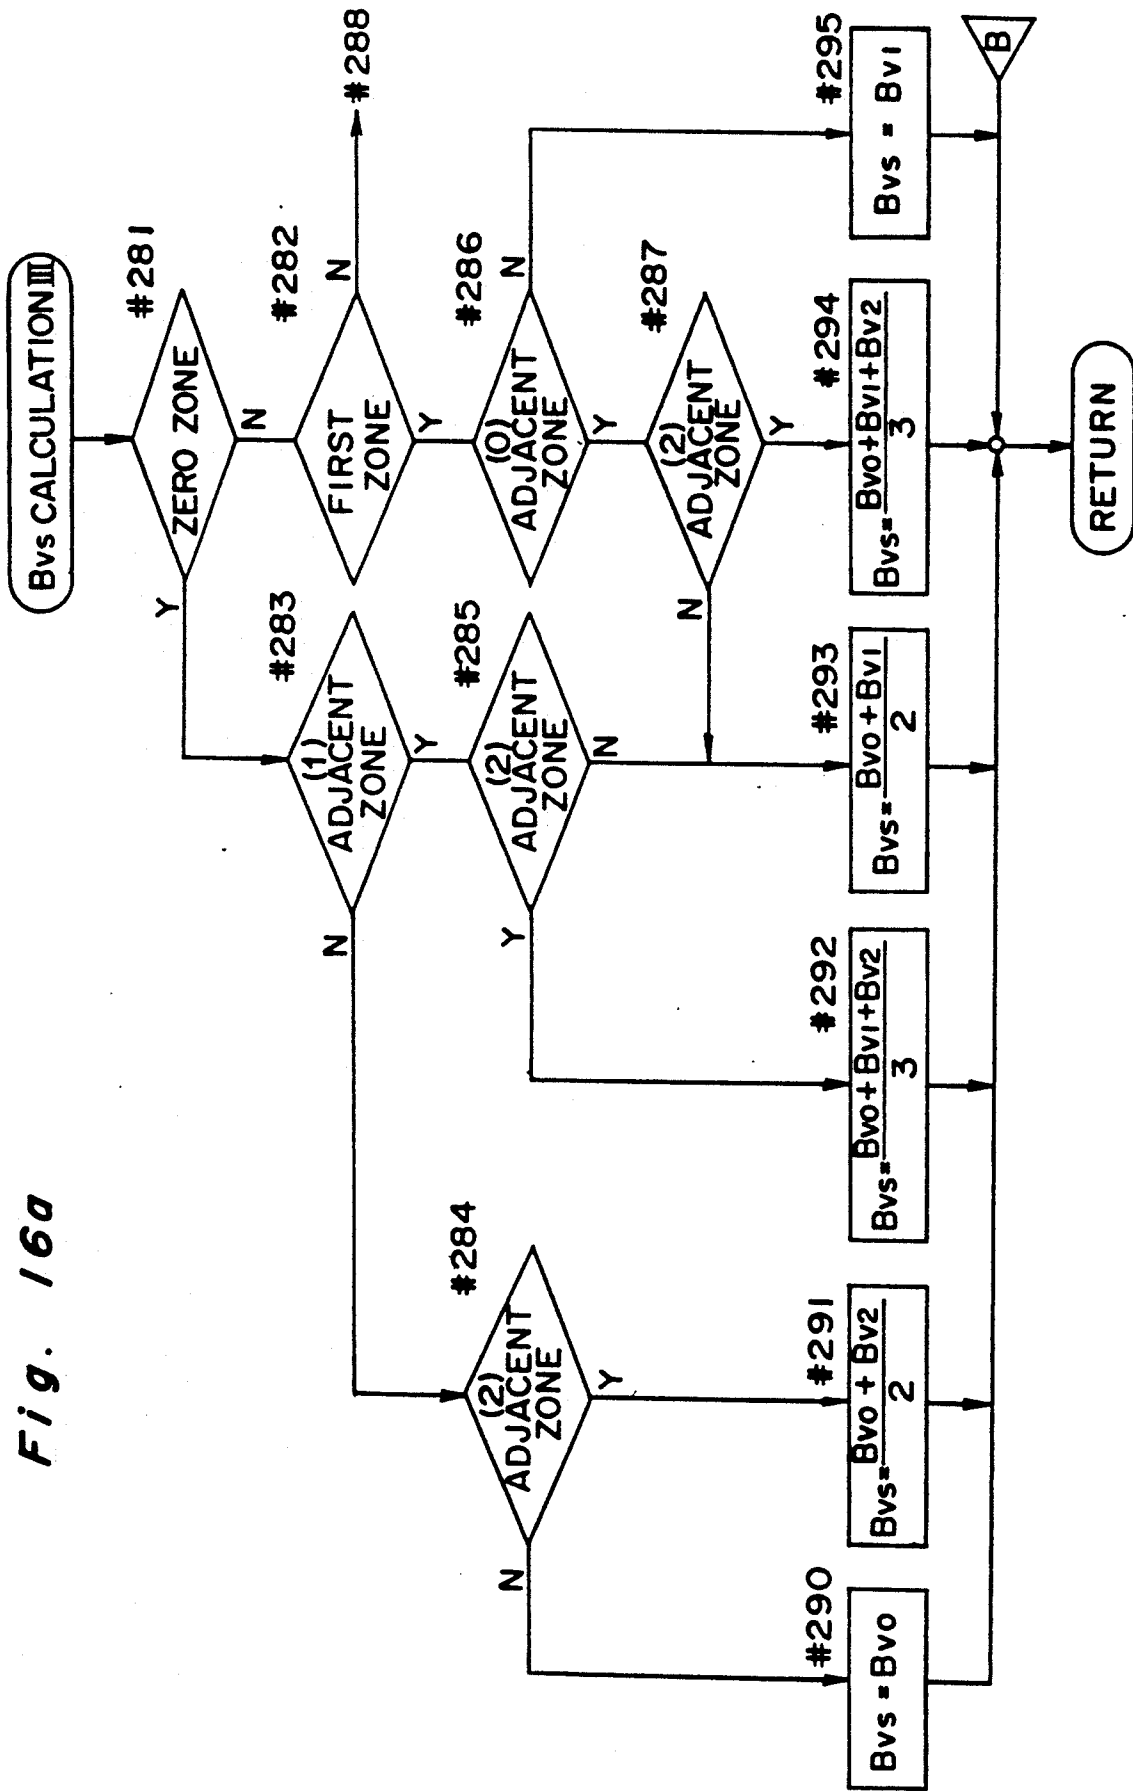 Fig. 16a
Bvs CALCULATION III
#281
ZERO ZONE
Y
N
#282
FIRST
ZONE
N
#288
Y
#283
(1)
ADJACENT
ZONE
N
Y
#284
(2)
ADJACENT
ZONE
N
Y
#285
(2)
ADJACENT
ZONE
Y
N
#286
(0)
ADJACENT
ZONE
N
Y
#287
(2)
ADJACENT
ZONE
N
Y
#290
Bvs = Bvo
#291
Bvs= Bvo + Bv2
2
#292
Bvs= Bvo+Bv1+Bv2
3
#293
Bvs= Bvo + Bv1
2
#294
Bvs= Bvo+Bv1+Bv2
3
#295
Bvs = Bv1
B
RETURN